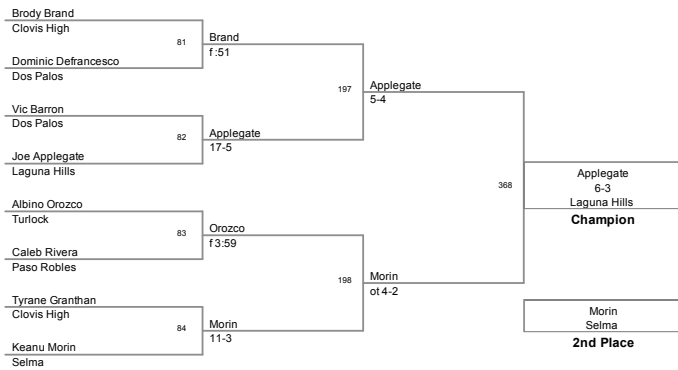 Brody Brand
Clovis High
81
Brand
f :51
Dominic Defrancesco
Dos Palos
197
Applegate
5-4
Vic Barron
Dos Palos
82
Applegate
17-5
Joe Applegate
Laguna Hills
368
Applegate
6-3
Laguna Hills
Champion
Albino Orozco
Turlock
83
Orozco
f 3:59
Caleb Rivera
Paso Robles
198
Morin
ot 4-2
Tyrane Granthan
Clovis High
84
Morin
11-3
Keanu Morin
Selma
Morin
Selma
2nd Place